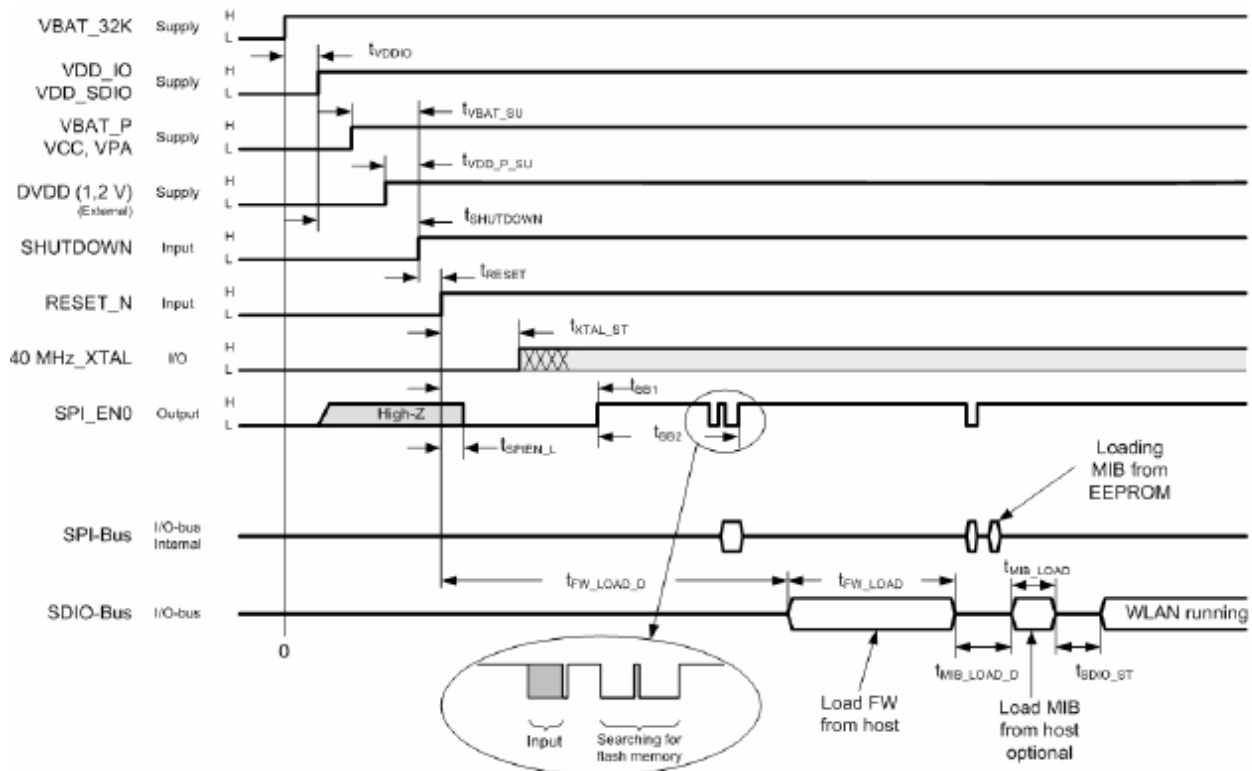 VBAT_32K Supply H
L
tVDDIO
VDD_IO
VDD_SDIO Supply H
L
tVBAT_SU
VBAT_P
VCC, VPA Supply H
L
tVDD_P_SU
DVDD (1,2 V)
(External) Supply H
L
tSHUTDOWN
SHUTDOWN Input H
L
tRESET
RESET_N Input H
L
tXTAL_ST
40 MHz_XTAL I/O H
L
tBB1
SPI_EN0 Output H
L
High-Z
tBB2
tSPIEN_L
Loading
MIB from
EEPROM
SPI-Bus I/O-bus
Internal
tFW_LOAD_D tFW_LOAD tMIB_LOAD
SDIO-Bus I/O-bus WLAN running
0
tMIB_LOAD_D tSDIO_ST
Load FW
from host
Load MIB
from host
optional
Input
Searching for
flash memory